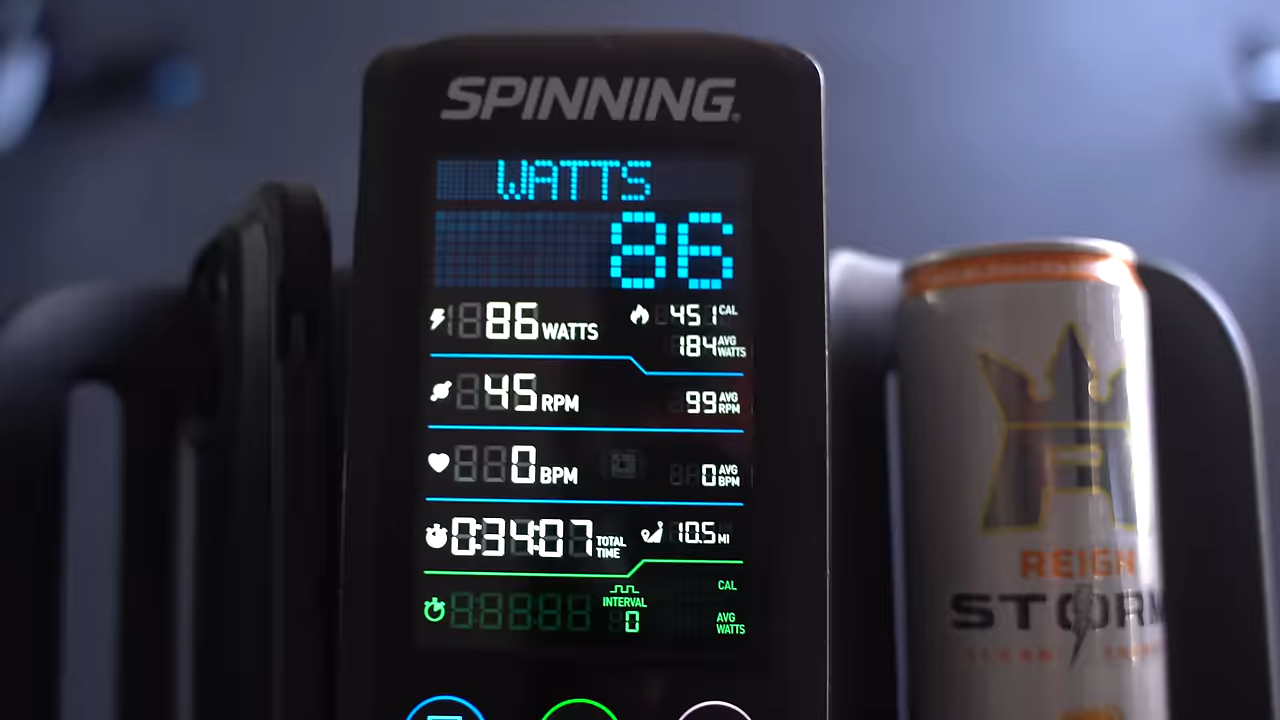 SPINNING®
WATTS
86
86 WATTS
451 CAL
184 AVG WATTS
45 RPM
99 AVG RPM
0 BPM
0 AVG BPM
0:34:07 TOTAL TIME
10.5 MI
INTERVAL
0
CAL
AVG WATTS
REIGN
STORM